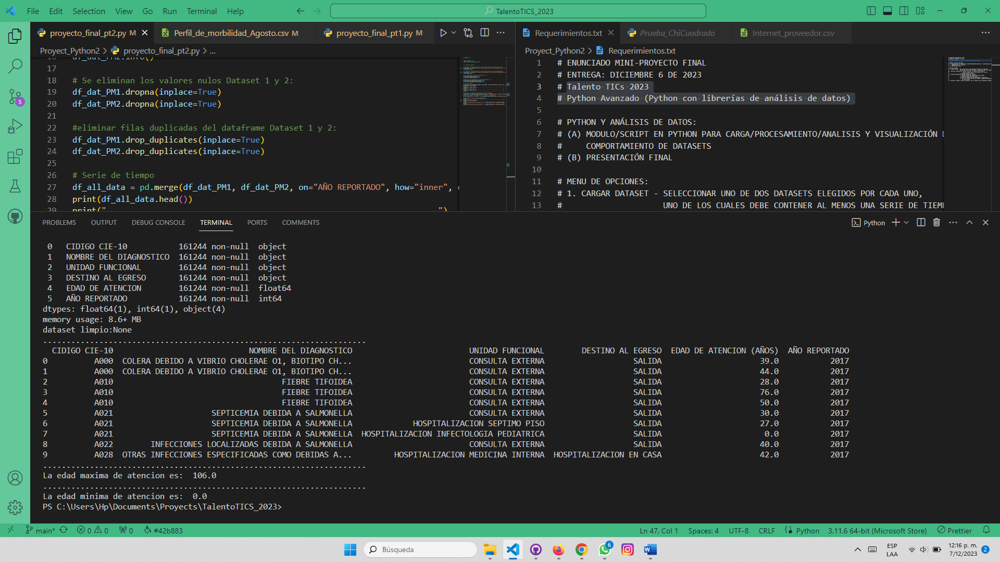 File Edit Selection View Go Run Terminal Help
TalentoTICS_2023
proyecto_final_pt2.py M
Perfil_de_morbilidad_Agosto.csv M
proyecto_final_pt1.py M
Requerimientos.txt
Prueba_ChiCuadrado
Internet_proveedor.csv
Proyect_Python2 > proyecto_final_pt2.py > ...
17
18 # Se eliminan los valores nulos Dataset 1 y 2:
19 df_dat_PM1.dropna(inplace=True)
20 df_dat_PM2.dropna(inplace=True)
21
22 #eliminar filas duplicadas del dataframe Dataset 1 y 2:
23 df_dat_PM1.drop_duplicates(inplace=True)
24 df_dat_PM2.drop_duplicates(inplace=True)
25
26 # Serie de tiempo
27 df_all_data = pd.merge(df_dat_PM1, df_dat_PM2, on="AÑO REPORTADO", how="inner",
28 print(df_all_data.head())
29 print("
Proyect_Python2 > Requerimientos.txt
1 # ENUNCIADO MINI-PROYECTO FINAL
2 # ENTREGA: DICIEMBRE 6 DE 2023
3 # Talento TICs 2023
4 # Python Avanzado (Python con librerías de análisis de datos)
5
6 # PYTHON Y ANÁLISIS DE DATOS:
7 # (A) MODULO/SCRIPT EN PYTHON PARA CARGA/PROCESAMIENTO/ANALISIS Y VISUALIZACIÓN
8 # COMPORTAMIENTO DE DATASETS
9 # (B) PRESENTACIÓN FINAL
10
11 # MENU DE OPCIONES:
12 # 1. CARGAR DATASET - SELECCIONAR UNO DE DOS DATASETS ELEGIDOS POR CADA UNO,
13 # UNO DE LOS CUALES DEBE CONTENER AL MENOS UNA SERIE DE
PROBLEMS OUTPUT DEBUG CONSOLE TERMINAL PORTS COMMENTS
Python
0 CIDIGO CIE-10 161244 non-null object
1 NOMBRE DEL DIAGNOSTICO 161244 non-null object
2 UNIDAD FUNCIONAL 161244 non-null object
3 DESTINO AL EGRESO 161244 non-null object
4 EDAD DE ATENCION 161244 non-null float64
5 AÑO REPORTADO 161244 non-null int64
dtypes: float64(1), int64(1), object(4)
memory usage: 8.6+ MB
dataset limpio:None
.....................................................................
CIDIGO CIE-10 NOMBRE DEL DIAGNOSTICO UNIDAD FUNCIONAL DESTINO AL EGRESO EDAD DE ATENCION (AÑOS) AÑO REPORTADO
0 A000 COLERA DEBIDO A VIBRIO CHOLERAE O1, BIOTIPO CH... CONSULTA EXTERNA SALIDA 39.0 2017
1 A000 COLERA DEBIDO A VIBRIO CHOLERAE O1, BIOTIPO CH... CONSULTA EXTERNA SALIDA 44.0 2017
2 A010 FIEBRE TIFOIDEA CONSULTA EXTERNA SALIDA 28.0 2017
3 A010 FIEBRE TIFOIDEA CONSULTA EXTERNA SALIDA 76.0 2017
4 A010 FIEBRE TIFOIDEA CONSULTA EXTERNA SALIDA 50.0 2017
5 A021 SEPTICEMIA DEBIDA A SALMONELLA CONSULTA EXTERNA SALIDA 30.0 2017
6 A021 SEPTICEMIA DEBIDA A SALMONELLA HOSPITALIZACION SEPTIMO PISO SALIDA 27.0 2017
7 A021 SEPTICEMIA DEBIDA A SALMONELLA HOSPITALIZACION INFECTOLOGIA PEDIATRICA SALIDA 0.0 2017
8 A022 INFECCIONES LOCALIZADAS DEBIDA A SALMONELLA CONSULTA EXTERNA SALIDA 40.0 2017
9 A028 OTRAS INFECCIONES ESPECIFICADAS COMO DEBIDAS A... HOSPITALIZACION MEDICINA INTERNA HOSPITALIZACION EN CASA 42.0 2017
.....................................................................
La edad maxima de atencion es: 106.0
.....................................................................
La edad minima de atencion es: 0.0
PS C:\Users\Hp\Documents\Proyects\TalentoTICS_2023>
5
main* 0 0 0 #42b883
Ln 47, Col 1 Spaces: 4 UTF-8 CRLF Python 3.11.6 64-bit (Microsoft Store) Prettier
Búsqueda
6
ESP
LAA
12:16 p. m.
7/12/2023
2